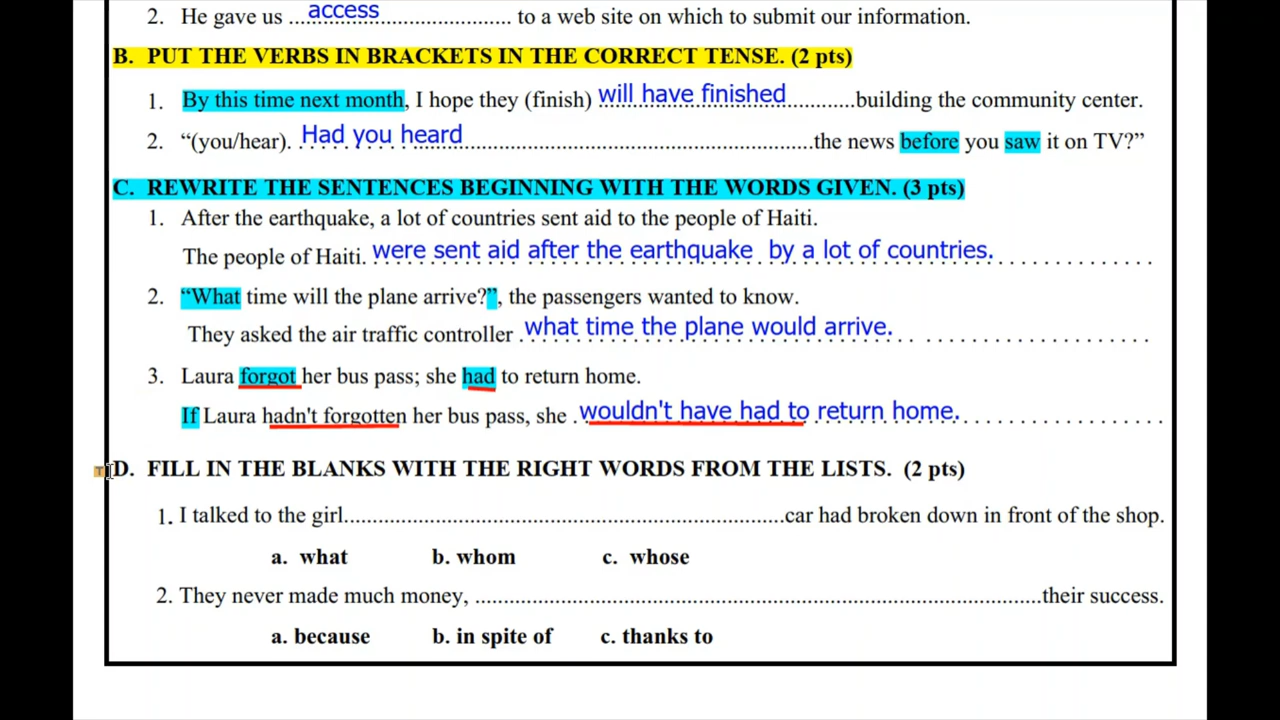 2. He gave us ....access.... to a web site on which to submit our information.
B. PUT THE VERBS IN BRACKETS IN THE CORRECT TENSE. (2 pts)
1. By this time next month, I hope they (finish) will have finished ...........building the community center.
2. “(you/hear). Had you heard ..........the news before you saw it on TV?”
C. REWRITE THE SENTENCES BEGINNING WITH THE WORDS GIVEN. (3 pts)
1. After the earthquake, a lot of countries sent aid to the people of Haiti.
The people of Haiti. were sent aid after the earthquake by a lot of countries.
2. “What time will the plane arrive?”, the passengers wanted to know.
They asked the air traffic controller . what time the plane would arrive.
3. Laura forgot her bus pass; she had to return home.
If Laura hadn't forgotten her bus pass, she . . wouldn't have had to return home.
D. FILL IN THE BLANKS WITH THE RIGHT WORDS FROM THE LISTS. (2 pts)
1. I talked to the girl..........car had broken down in front of the shop.
a. what b. whom c. whose
2. They never made much money, ..........their success.
a. because b. in spite of c. thanks to